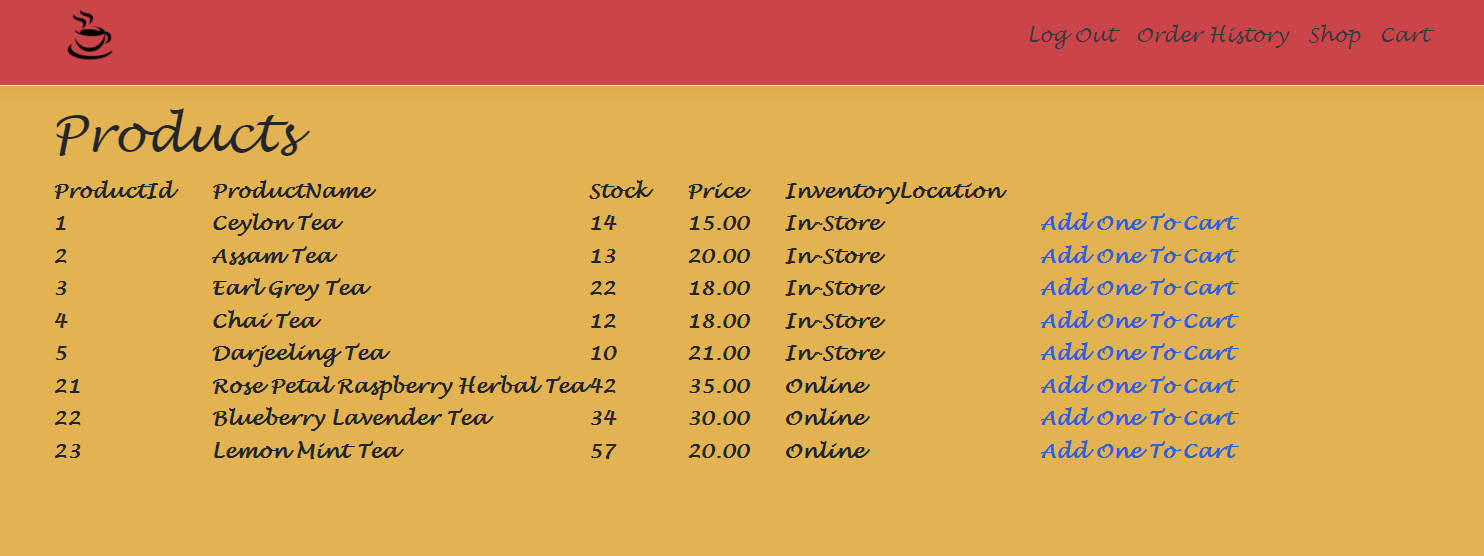 Log Out Order History Shop Cart
Products
ProductId ProductName Stock Price InventoryLocation
1 Ceylon Tea 14 15.00 In-Store Add One To Cart
2 Assam Tea 13 20.00 In-Store Add One To Cart
3 Earl Grey Tea 22 18.00 In-Store Add One To Cart
4 Chai Tea 12 18.00 In-Store Add One To Cart
5 Darjeeling Tea 10 21.00 In-Store Add One To Cart
21 Rose Petal Raspberry Herbal Tea 42 35.00 Online Add One To Cart
22 Blueberry Lavender Tea 34 30.00 Online Add One To Cart
23 Lemon Mint Tea 57 20.00 Online Add One To Cart